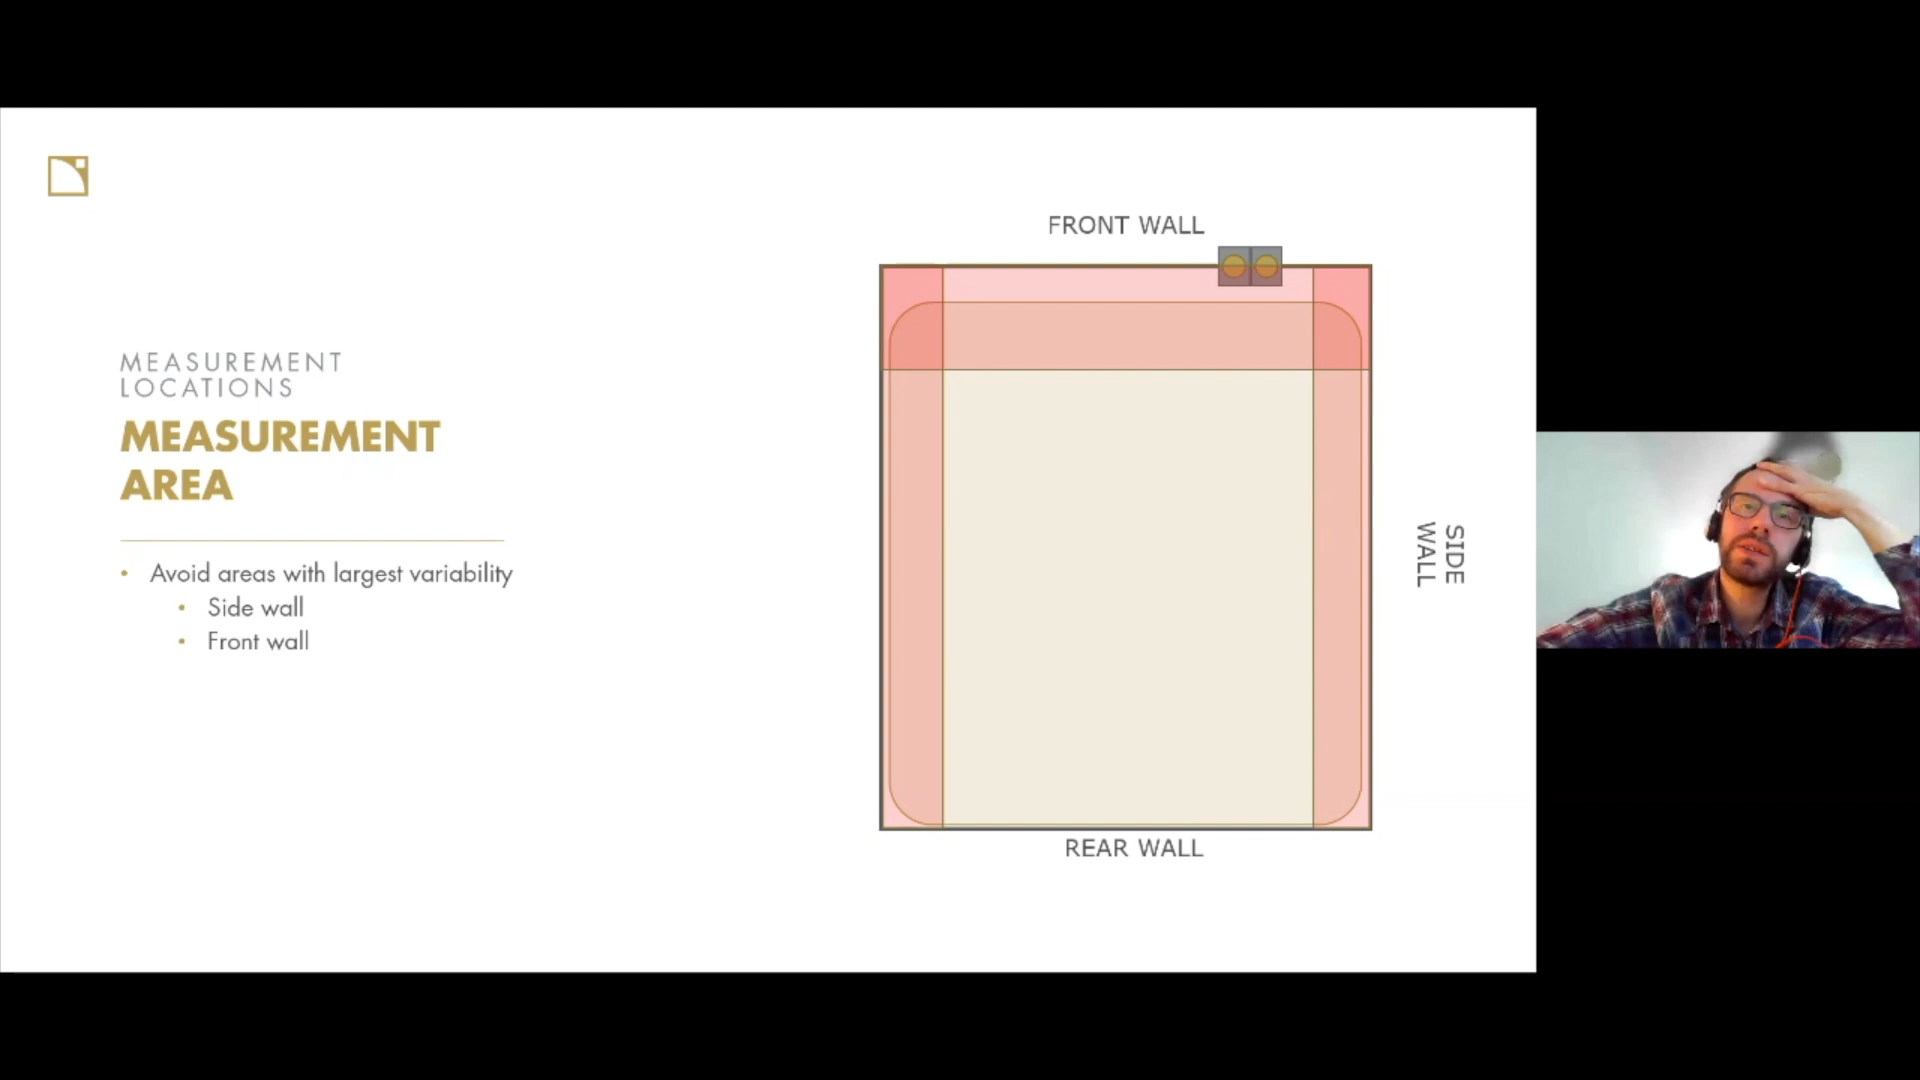 MEASUREMENT
LOCATIONS
MEASUREMENT
AREA
• Avoid areas with largest variability
• Side wall
• Front wall
FRONT WALL
SIDE
WALL
REAR WALL